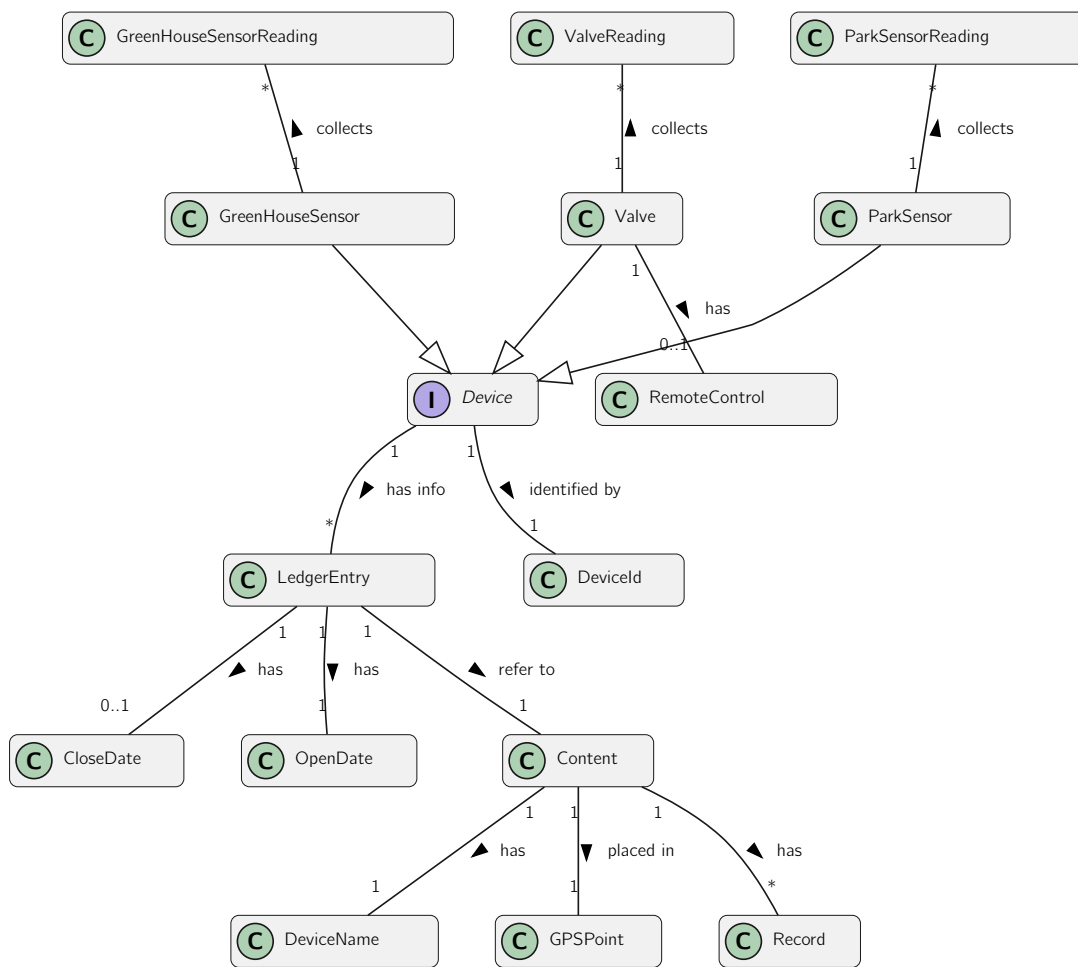 C GreenHouseSensorReading
C ValveReading
C ParkSensorReading
* * *
collects collects collects
1 1 1
C GreenHouseSensor
C Valve
C ParkSensor
1
has
0..1
I Device
C RemoteControl
1 1
has info identified by
* 1
C LedgerEntry
C DeviceId
1 1 1
has has refer to
0..1 1 1
C CloseDate
C OpenDate
C Content
1 1 1
has placed in has
1 1 *
C DeviceName
C GPSPoint
C Record